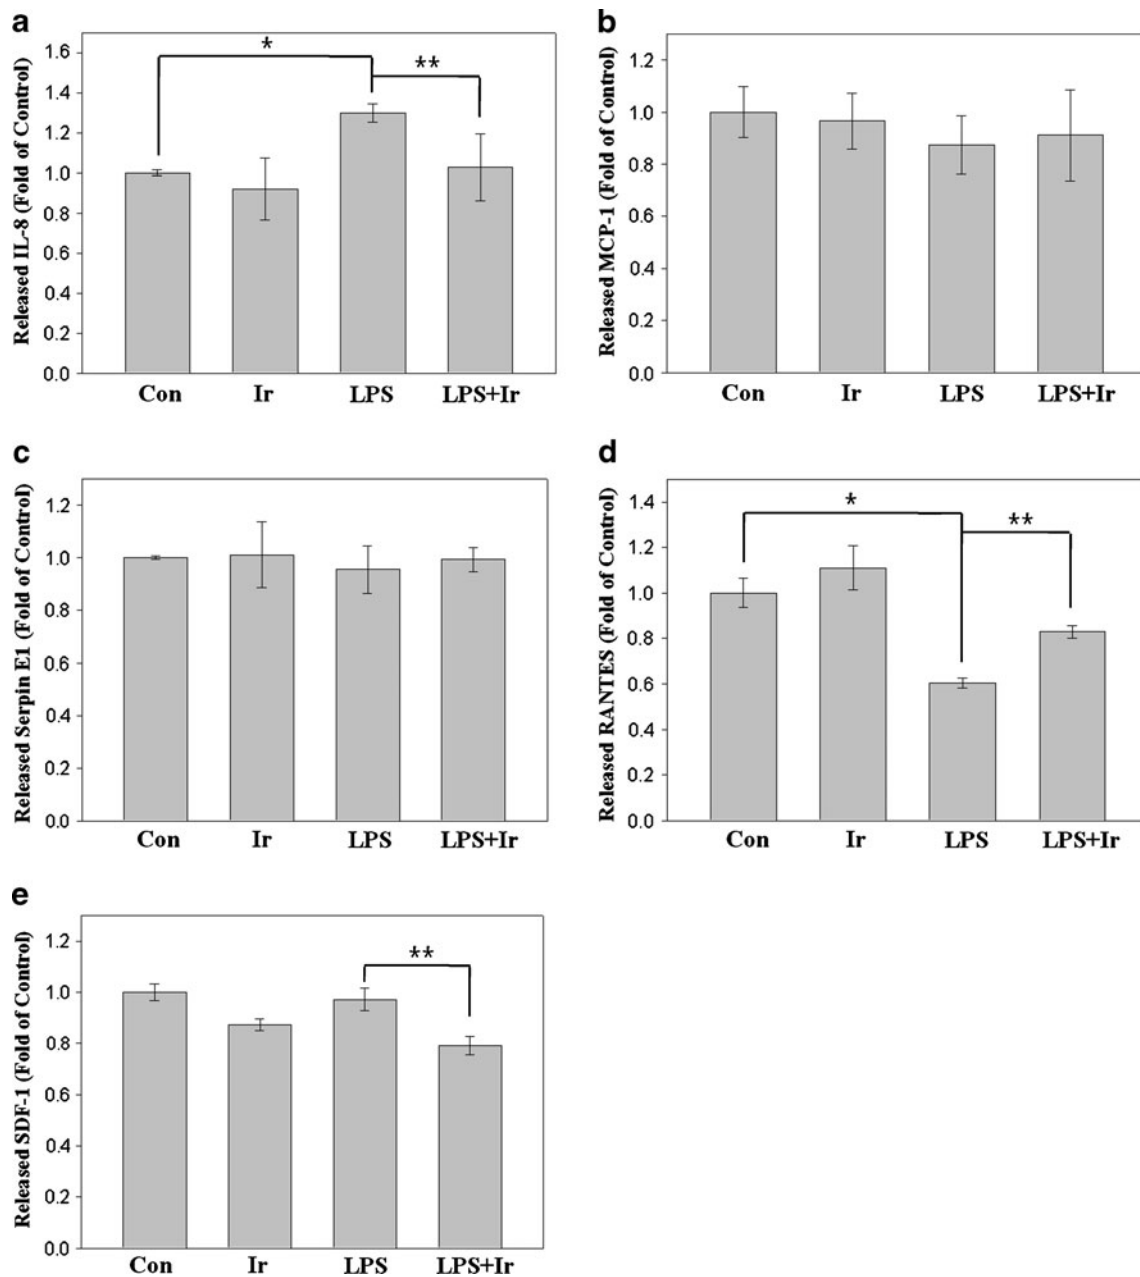 a
Released IL-8 (Fold of Control)
1.6
1.4
1.2
1.0
0.8
0.6
0.4
0.2
0.0
*
**
Con Ir LPS LPS+Ir
b
Released MCP-1 (Fold of Control)
1.2
1.0
0.8
0.6
0.4
0.2
0.0
Con Ir LPS LPS+Ir
c
Released Serpin E1 (Fold of Control)
1.2
1.0
0.8
0.6
0.4
0.2
0.0
Con Ir LPS LPS+Ir
d
Released RANTES (Fold of Control)
1.4
1.2
1.0
0.8
0.6
0.4
0.2
0.0
*
**
Con Ir LPS LPS+Ir
e
Released SDF-1 (Fold of Control)
1.2
1.0
0.8
0.6
0.4
0.2
0.0
**
Con Ir LPS LPS+Ir